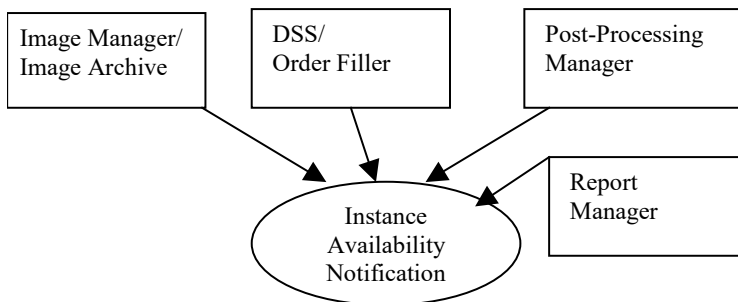 Image Manager/
Image Archive
DSS/
Order Filler
Post-Processing
Manager
Report
Manager
Instance
Availability
Notification